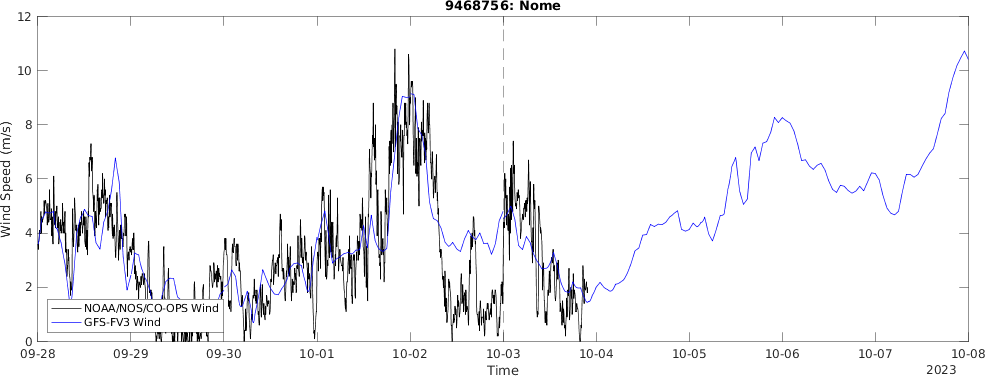 9468756: Nome
12
10
8
6
4
2
0
Wind Speed (m/s)
NOAA/NOS/CO-OPS Wind
GFS-FV3 Wind
09-28 09-29 09-30 10-01 10-02 10-03 10-04 10-05 10-06 10-07 10-08
Time
2023